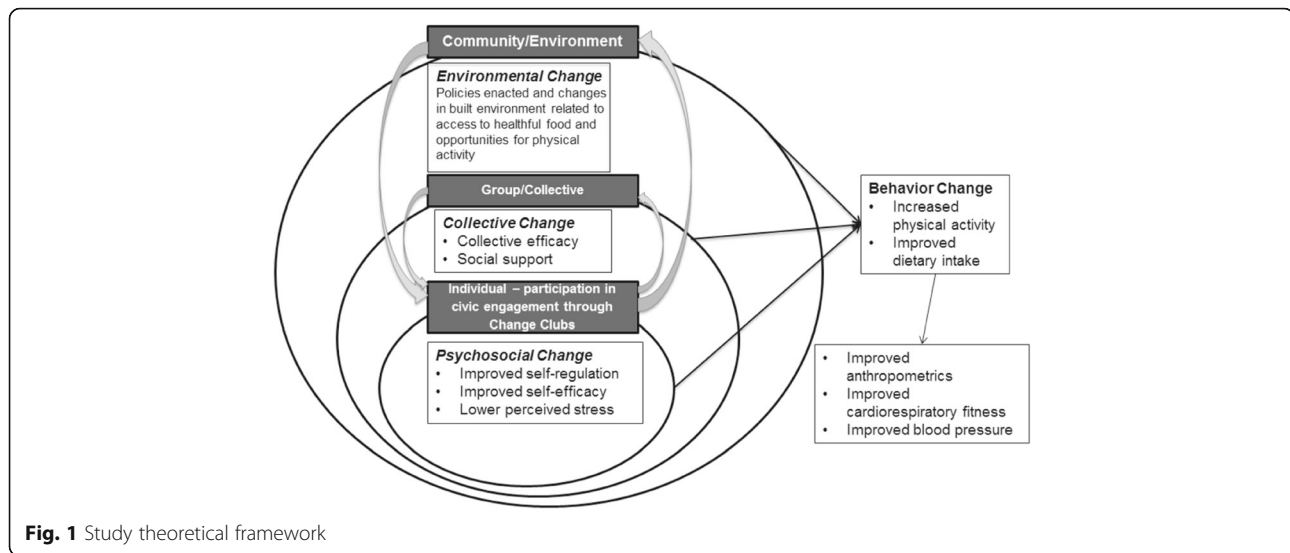 Community/Environment
Environmental Change
Policies enacted and changes
in built environment related to
access to healthful food and
opportunities for physical
activity
Group/Collective
Collective Change
• Collective efficacy
• Social support
Individual – participation in
civic engagement through
Change Clubs
Psychosocial Change
• Improved self-regulation
• Improved self-efficacy
• Lower perceived stress
Behavior Change
• Increased
physical activity
• Improved
dietary intake
• Improved
anthropometrics
• Improved
cardiorespiratory fitness
• Improved blood pressure
Fig. 1 Study theoretical framework